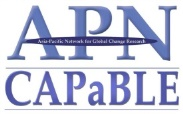 APN
Asia-Pacific Network for Global Change Research
CAPaBLE